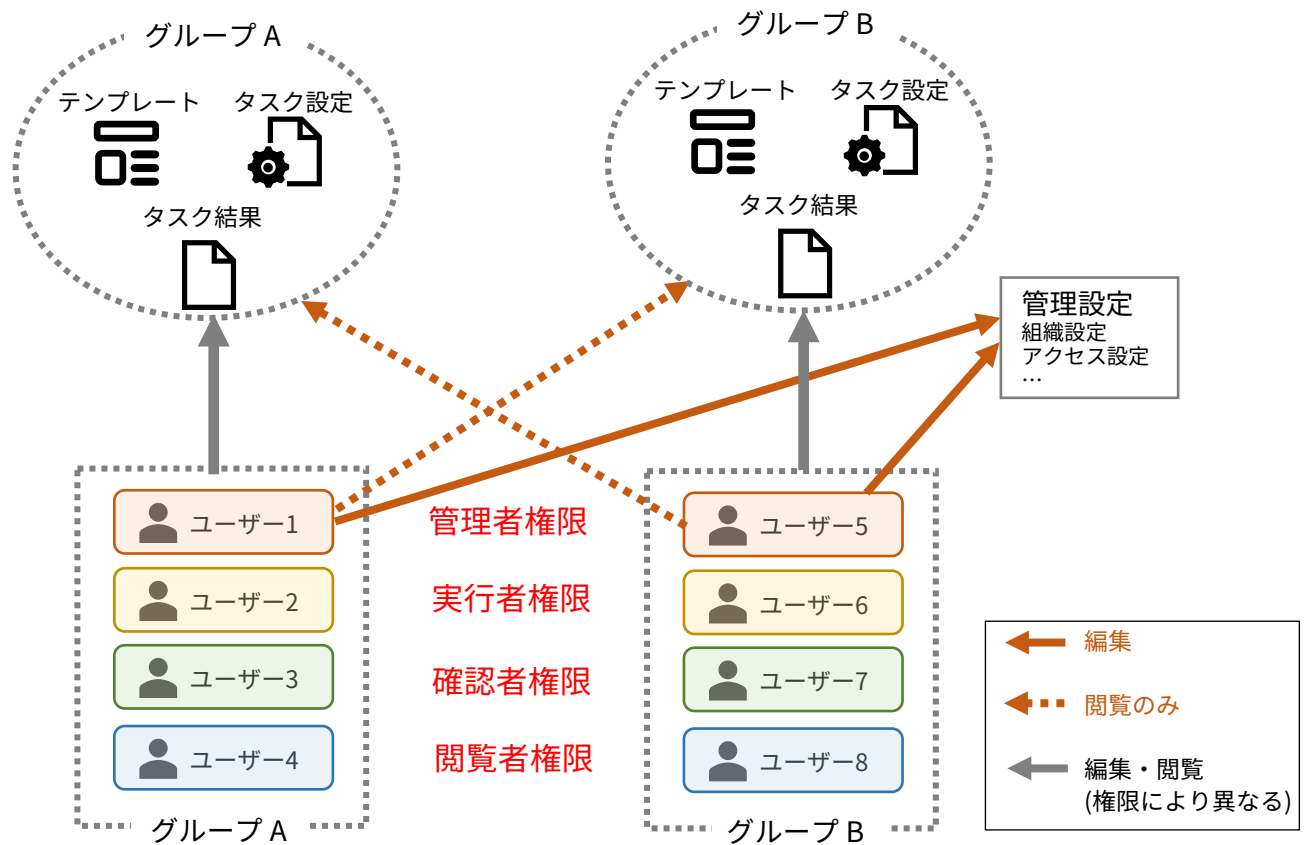 グループ A
テンプレート
タスク設定
タスク結果
グループ B
テンプレート
タスク設定
タスク結果
管理設定
組織設定
アクセス設定
…
ユーザー1
ユーザー2
ユーザー3
ユーザー4
グループ A
管理者権限
実行者権限
確認者権限
閲覧者権限
ユーザー5
ユーザー6
ユーザー7
ユーザー8
グループ B
編集
閲覧のみ
編集・閲覧
(権限により異なる)